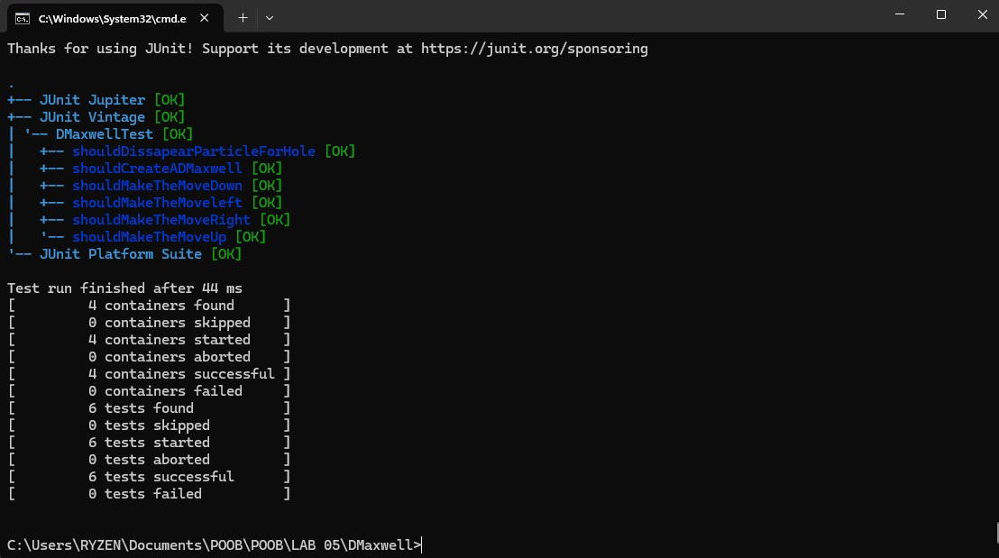 C:\Windows\System32\cmd.e
Thanks for using JUnit! Support its development at https://junit.org/sponsoring
.
+-- JUnit Jupiter [OK]
+-- JUnit Vintage [OK]
| '-- DMaxwellTest [OK]
|   +-- shouldDissapearParticleForHole [OK]
|   +-- shouldCreateADMaxwell [OK]
|   +-- shouldMakeTheMoveDown [OK]
|   +-- shouldMakeTheMoveleft [OK]
|   +-- shouldMakeTheMoveRight [OK]
|   '-- shouldMakeTheMoveUp [OK]
'-- JUnit Platform Suite [OK]
Test run finished after 44 ms
[         4 containers found      ]
[         0 containers skipped    ]
[         4 containers started    ]
[         0 containers aborted    ]
[         4 containers successful ]
[         0 containers failed     ]
[         6 tests found           ]
[         0 tests skipped         ]
[         6 tests started         ]
[         0 tests aborted         ]
[         6 tests successful      ]
[         0 tests failed          ]
C:\Users\RYZEN\Documents\POOB\POOB\LAB 05\DMaxwell>